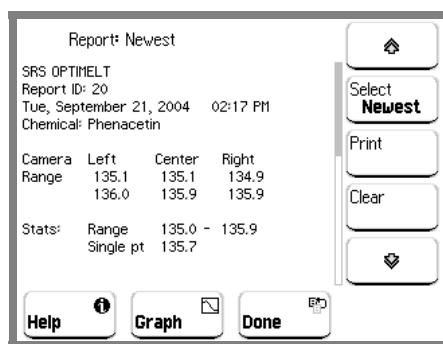 Report: Newest
SRS OPTIMELT
Report ID: 20
Tue, September 21, 2004 02:17 PM
Chemical: Phenacetin
Camera Left Center Right
Range 135.1 135.1 134.9
136.0 135.9 135.9
Stats: Range 135.0 - 135.9
Single pt 135.7
Select
Newest
Print
Clear
Help
Graph
Done